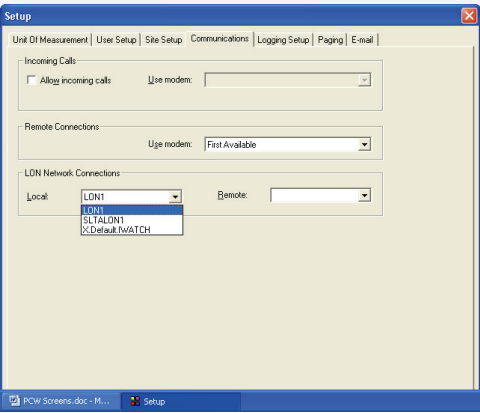 Setup
Unit Of Measurement User Setup Site Setup Communications Logging Setup Paging E-mail
Incoming Calls
Allow incoming calls Use modem:
Remote Connections
Use modem: First Available
LON Network Connections
Local: LON1 Remote:
LON1
SLTALON1
X.Default.IWATCH
PCW Screens.doc - M... Setup